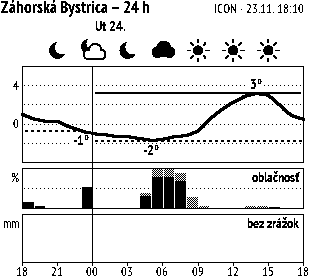 Záhorská Bystrica – 24 h ICON · 23.11. 18:10
Ut 24.
4
3°
0
-1°
-2°
% oblačnosť
mm bez zrážok
18 21 00 03 06 09 12 15 18